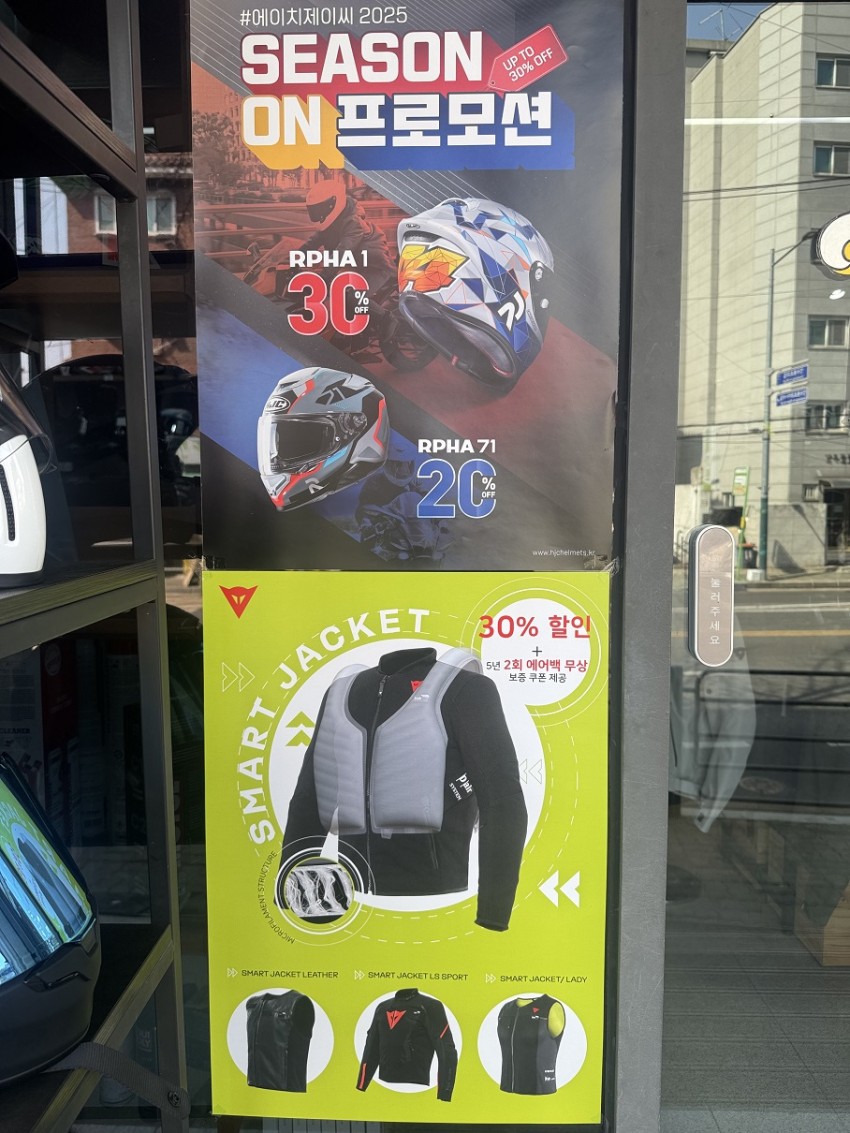 #에이치제이씨 2025
SEASON
UP TO
30% OFF
ON 프로모션
RPHA 1
30% OFF
HJC
RPHA 71
20% OFF
www.hjchelmets.kr
SMART JACKET
30% 할인
+
5년 2회 에어백 무상
보증 쿠폰 제공
D|air
SYSTEM
MICROFILAMENT STRUCTURE
SMART JACKET LEATHER
SMART JACKET LS SPORT
SMART JACKET/ LADY
눌러주세요